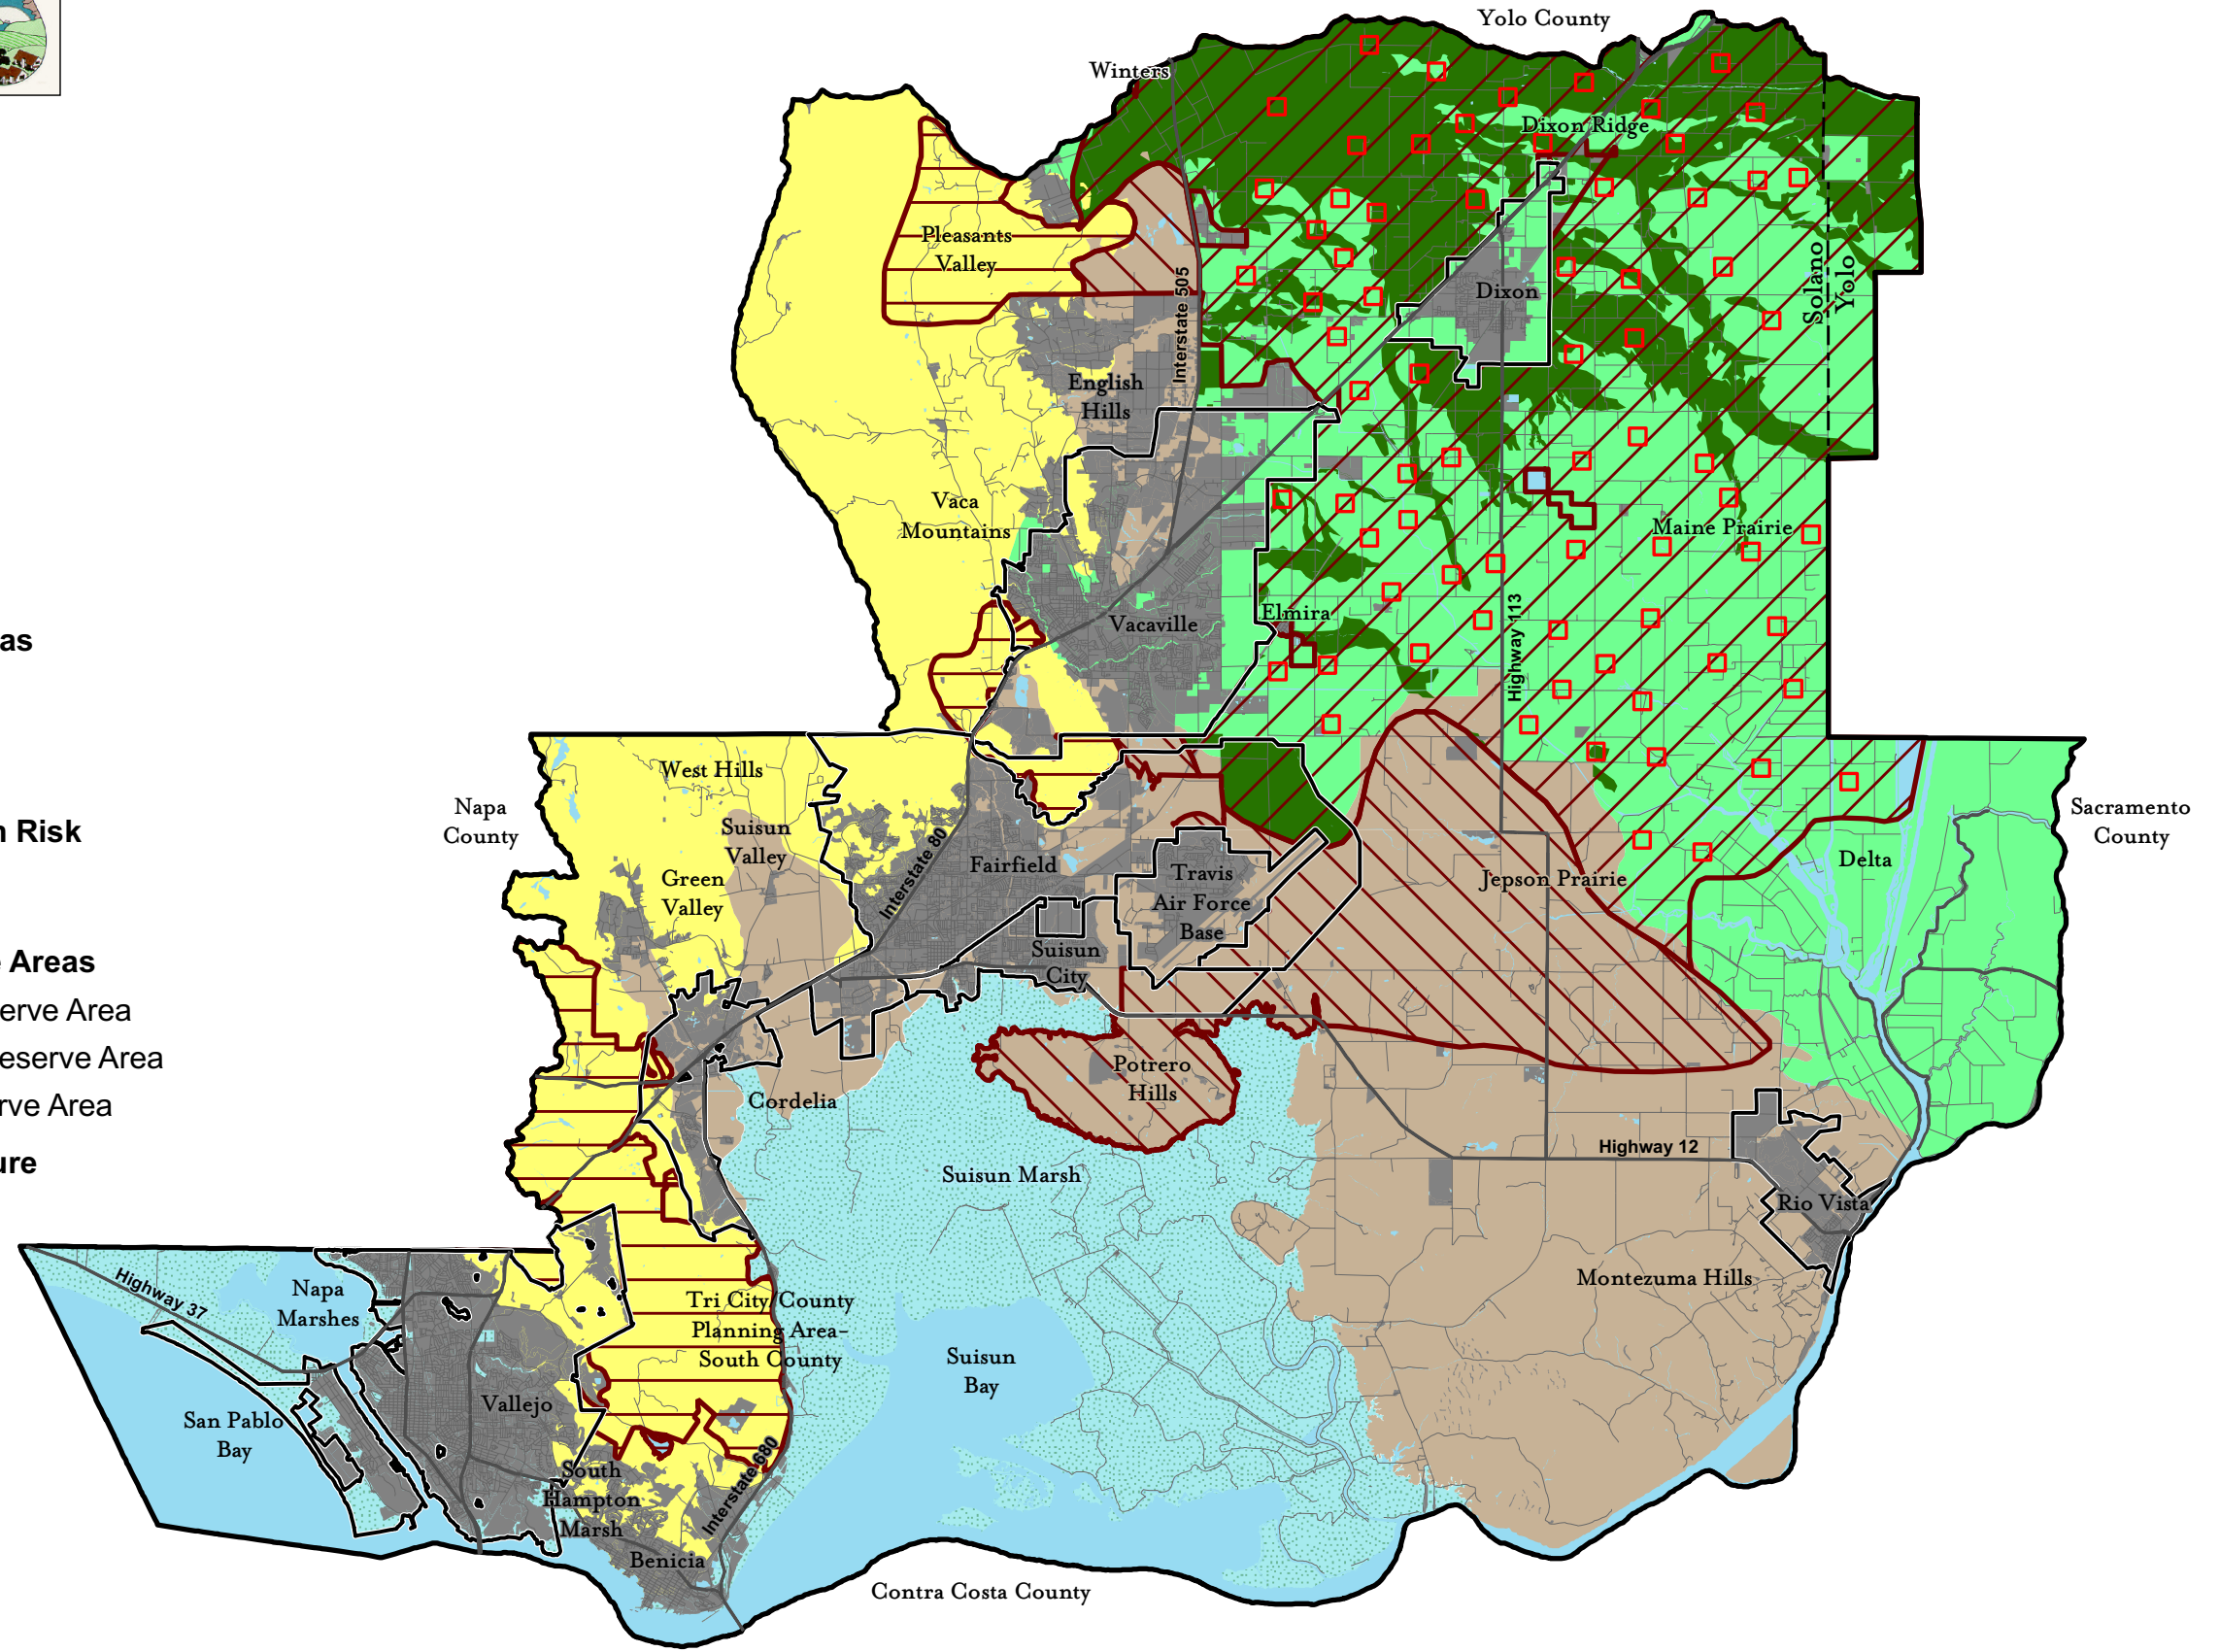 Yolo County
Winters
Dixon Ridge
Pleasants
Valley
Solano
Yolo
Dixon
Interstate 505
English
Hills
Vaca
Mountains
Maine Prairie
Elmira
Vacaville
Highway 113
as
West Hills
Napa
County
Suisun
Valley
n Risk
Sacramento
County
Interstate 80
Fairfield
Delta
Green
Valley
Travis
Air Force
Base
Jepson Prairie
Suisun
City
e Areas
erve Area
eserve Area
rve Area
Potrero
Hills
Cordelia
ure
Suisun Marsh
Highway 12
Rio Vista
Montezuma Hills
Highway 37
Napa
Marshes
Tri City/County
Planning Area-
South County
Suisun
Bay
Vallejo
San Pablo
Bay
South
Hampton
Marsh
Interstate 680
Benicia
Contra Costa County